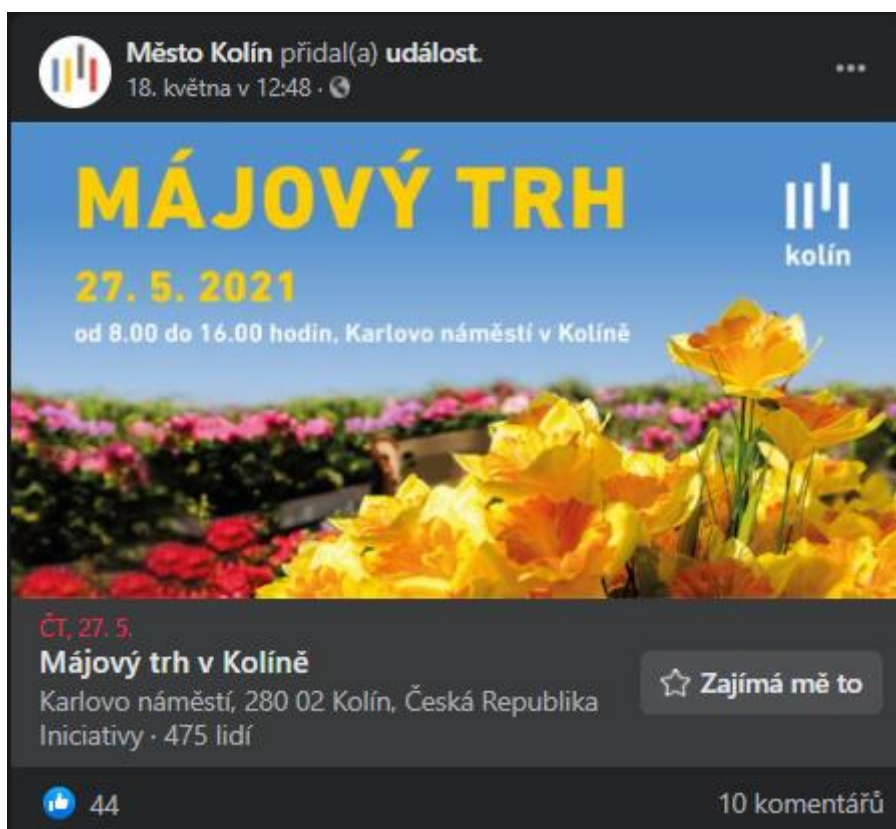 Město Kolín přidal(a) událost.
18. května v 12:48 ·
MÁJOVÝ TRH
kolín
27. 5. 2021
od 8.00 do 16.00 hodin, Karlovo náměstí v Kolíně
ČT, 27. 5.
Májový trh v Kolíně
Karlovo náměstí, 280 02 Kolín, Česká Republika
Iniciativy · 475 lidí
Zajímá mě to
44
10 komentářů